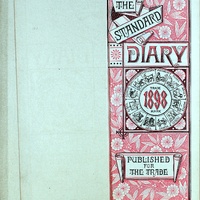 THE
STANDARD
DIARY
1898
PUBLISHED
FOR
THE TRADE